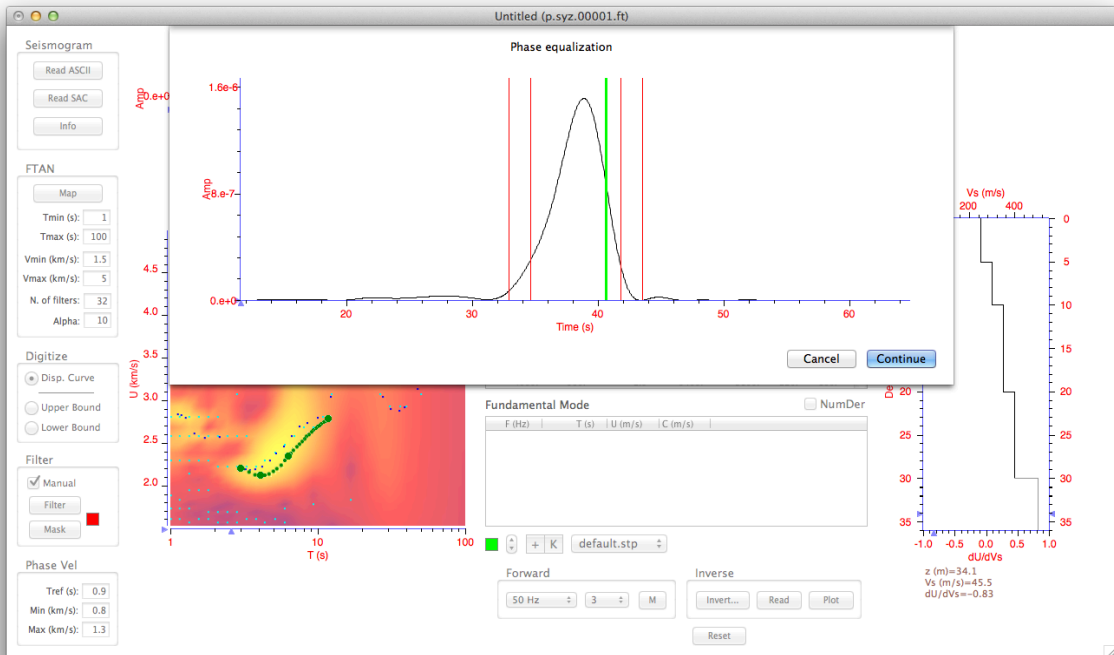 Untitled (p.syz.00001.ft)
Seismogram
Read ASCII
Read SAC
Info
FTAN
Map
Tmin (s): 1
Tmax (s): 100
Vmin (km/s): 1.5
Vmax (km/s): 5
N. of filters: 32
Alpha: 10
Digitize
Disp. Curve
Upper Bound
Lower Bound
Filter
Manual
Filter
Mask
Phase Vel
Tref (s): 0.9
Min (km/s): 0.8
Max (km/s): 1.3
Amp
0.e+0
Phase equalization
1.6e-6
8.e-7
0.e+0
Amp
20 30 40 50 60
Time (s)
Cancel
Continue
4.5
4.0
3.5
3.0
2.5
2.0
U (km/s)
1 10 100
T (s)
Fundamental Mode
NumDer
F (Hz) T (s) U (m/s) C (m/s)
+ K
default.stp
Forward
50 Hz
3
M
Inverse
Invert...
Read
Plot
Reset
Vs (m/s)
200 400
0
5
10
15
20
25
30
35
20
25
30
35
-1.0 -0.5 0.0 0.5 1.0
dU/dVs
z (m)=34.1
Vs (m/s)=45.5
dU/dVs=-0.83